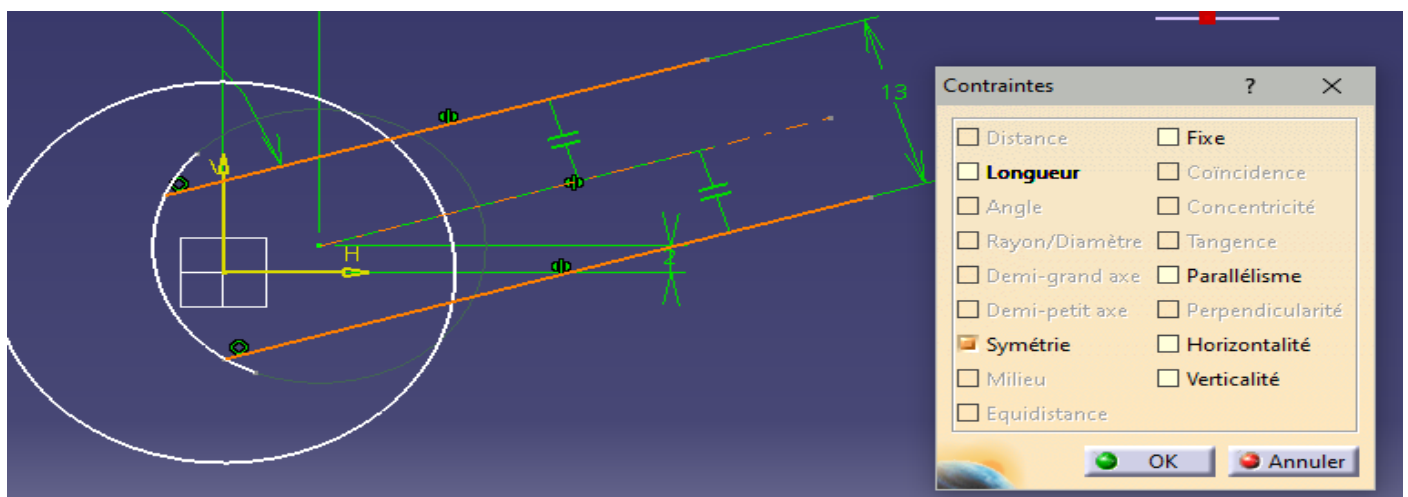 Contraintes ? ×
Distance Fixe
Longueur Coïncidence
Angle Concentricité
Rayon/Diamètre Tangence
Demi-grand axe Parallélisme
Demi-petit axe Perpendicularité
Symétrie Horizontalité
Milieu Verticalité
Equidistance
OK Annuler
13
V
H
2